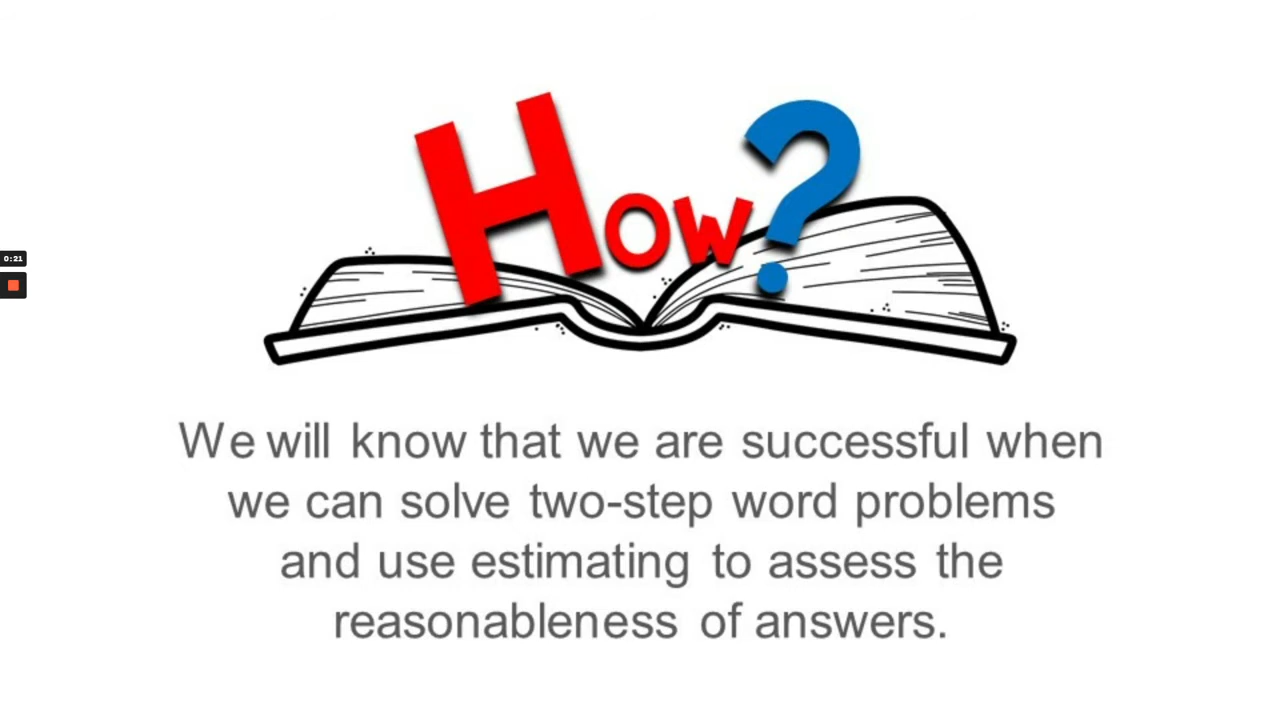 How?
0:21
We will know that we are successful when
we can solve two-step word problems
and use estimating to assess the
reasonableness of answers.